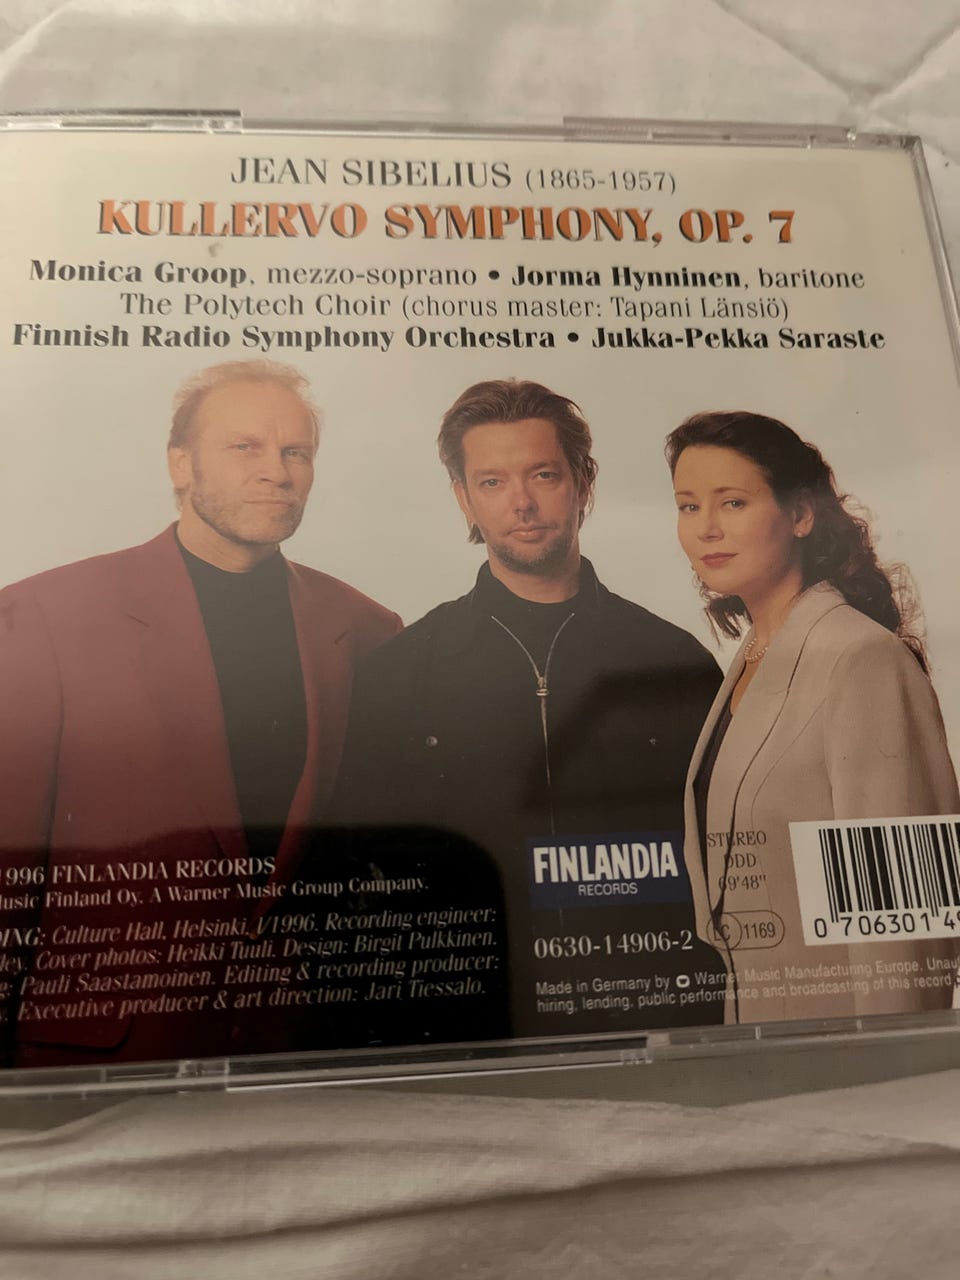 JEAN SIBELIUS (1865-1957)
KULLERVO SYMPHONY, OP. 7
Monica Groop, mezzo-soprano • Jorma Hynninen, baritone
The Polytech Choir (chorus master: Tapani Länsiö)
Finnish Radio Symphony Orchestra • Jukka-Pekka Saraste
1996 FINLANDIA RECORDS
Music Finland Oy. A Warner Music Group Company.
Culture Hall, Helsinki, 1/1996. Recording engineer:
Cover photos: Heikki Tuuli. Design: Birgit Pulkkinen.
Pauli Saastamoinen. Editing & recording producer:
Executive producer & art direction: Jari Tiessalo.
FINLANDIA
RECORDS
0630-14906-2
STEREO
DDD
69'48"
LC 1169
0 706301 49
Made in Germany by Warner Music Manufacturing Europe.
hiring, lending, public performance and broadcasting of this record